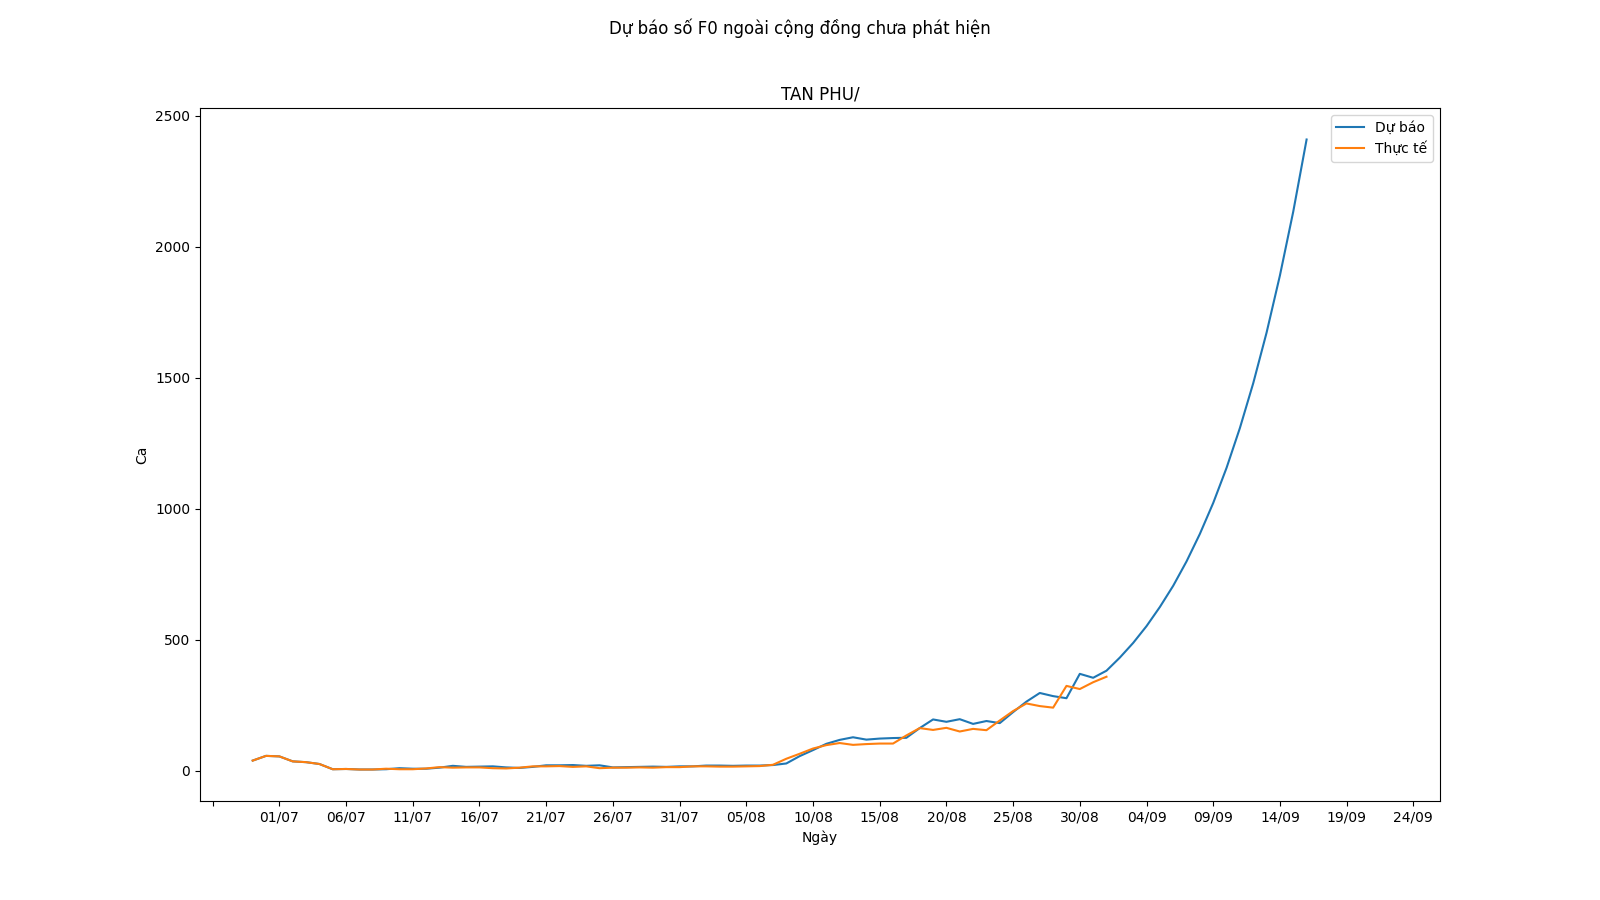 Dự báo số F0 ngoài cộng đồng chưa phát hiện
TAN PHU/
2500
2000
1500
1000
500
0
Ca
Dự báo
Thực tế
01/07 06/07 11/07 16/07 21/07 26/07 31/07 05/08 10/08 15/08 20/08 25/08 30/08 04/09 09/09 14/09 19/09 24/09
Ngày